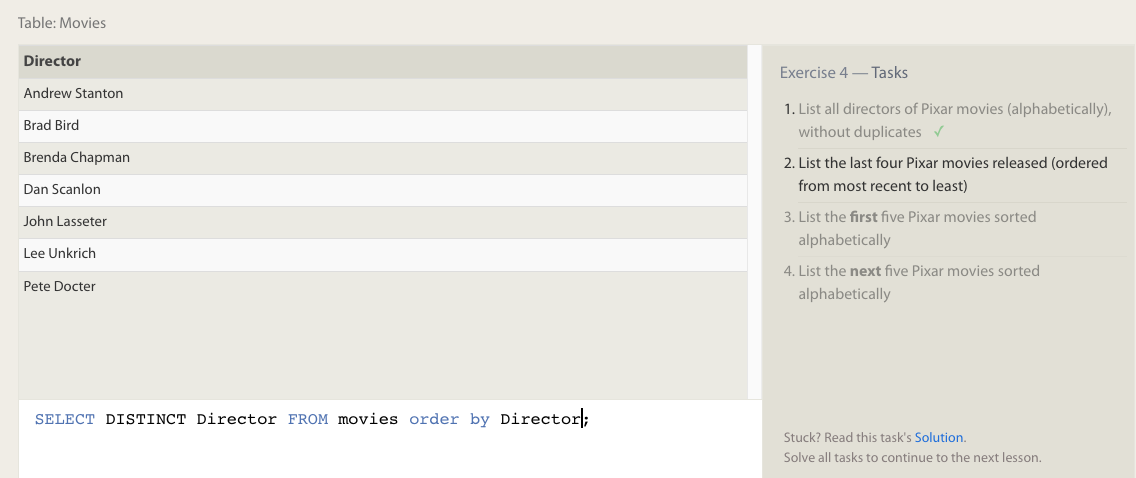 Table: Movies
Director
Andrew Stanton
Brad Bird
Brenda Chapman
Dan Scanlon
John Lasseter
Lee Unkrich
Pete Docter
SELECT DISTINCT Director FROM movies order by Director;
Exercise 4 — Tasks
1. List all directors of Pixar movies (alphabetically),
without duplicates ✓
2. List the last four Pixar movies released (ordered
from most recent to least)
3. List the first five Pixar movies sorted
alphabetically
4. List the next five Pixar movies sorted
alphabetically
Stuck? Read this task's Solution.
Solve all tasks to continue to the next lesson.